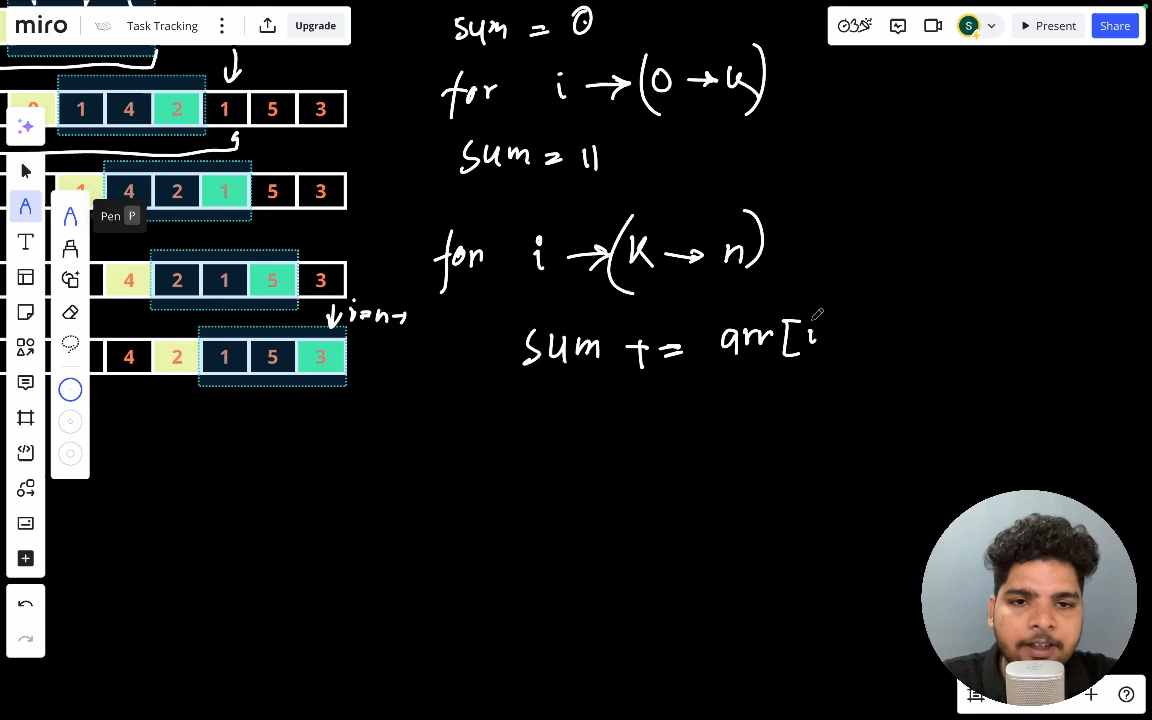 miro Task Tracking Upgrade
Present Share
S
sum = 0
for i → (0 → k)
sum = 11
for i → (k → n)
sum += arr[i
1 4 2 1 5 3
4 2 1 5 3
4 2 1 5 3
i=n-1
4 2 1 5 3
Pen P